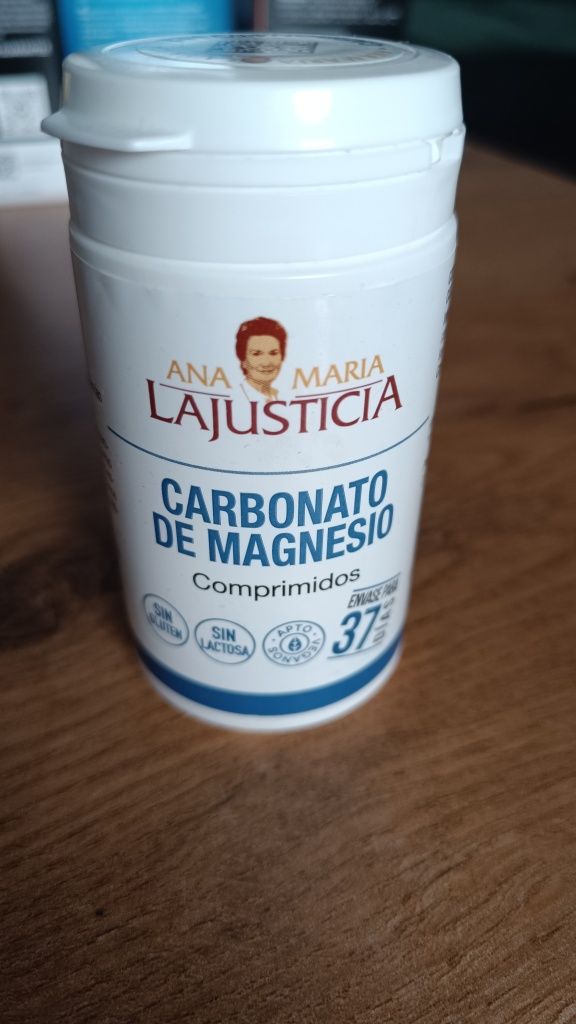 ANA MARIA
LAJUSTICIA
CARBONATO
DE MAGNESIO
Comprimidos
SIN
GLUTEN
SIN
LACTOSA
APTO
VEGANOS
ENVASE PARA
37
DÍAS